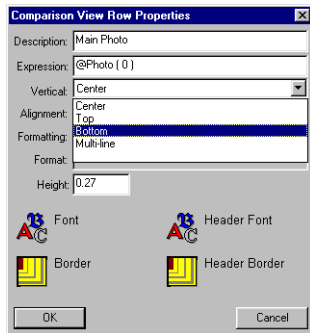 Comparison View Row Properties
Description: Main Photo
Expression: @Photo ( 0 )
Vertical: Center
Center
Alignment: Top
Bottom
Formatting: Multi-line
Format:
Height: 0.27
Font Header Font
Border Header Border
OK Cancel